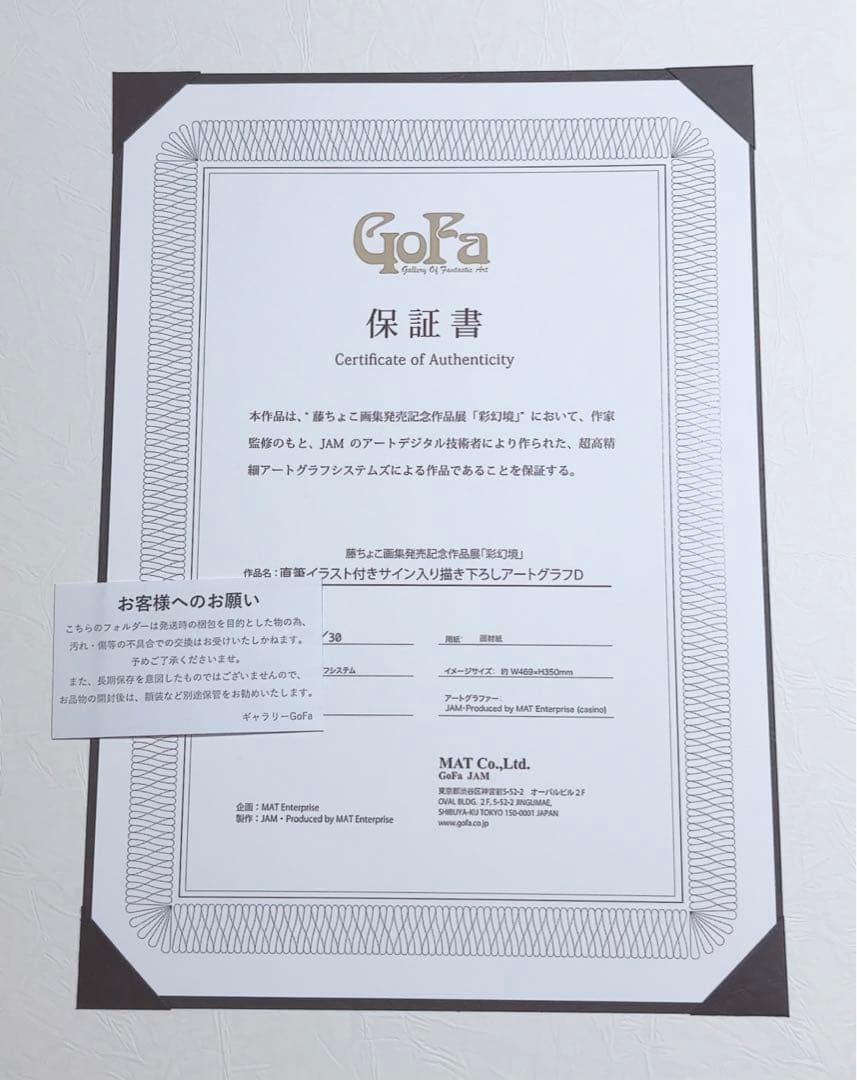 GoFa
Gallery Of Fantastic Art
保証書
Certificate of Authenticity
本作品は、“藤ちょこ画集発売記念作品展「彩幻境」” において、作家
監修のもと、JAM のアートデジタル技術者により作られた、超高精
細アートグラフシステムズによる作品であることを保証する。
藤ちょこ画集発売記念作品展「彩幻境」
作品名：直筆イラスト付きサイン入り描き下ろしアートグラフD
/30
用紙: 画材紙
フシステム
イメージサイズ: 約 W469×H350mm
アートグラファー:
JAM-Produced by MAT Enterprise (casino)
お客様へのお願い
こちらのフォルダーは発送時の梱包を目的とした物の為、
汚れ・傷等の不具合での交換はお受けいたしかねます。
予めご了承くださいませ。
また、長期保存を意図したものではございませんので、
お品物の開封後は、額装など別途保管をお勧めいたします。
ギャラリーGoFa
MAT Co.,Ltd.
GoFa JAM
東京都渋谷区神宮前5-52-2 オーバルビル２F
OVAL BLDG. 2F, 5-52-2 JINGUMAE,
SHIBUYA-KU TOKYO 150-0001 JAPAN
www.gofa.co.jp
企画：MAT Enterprise
製作：JAM・Produced by MAT Enterprise